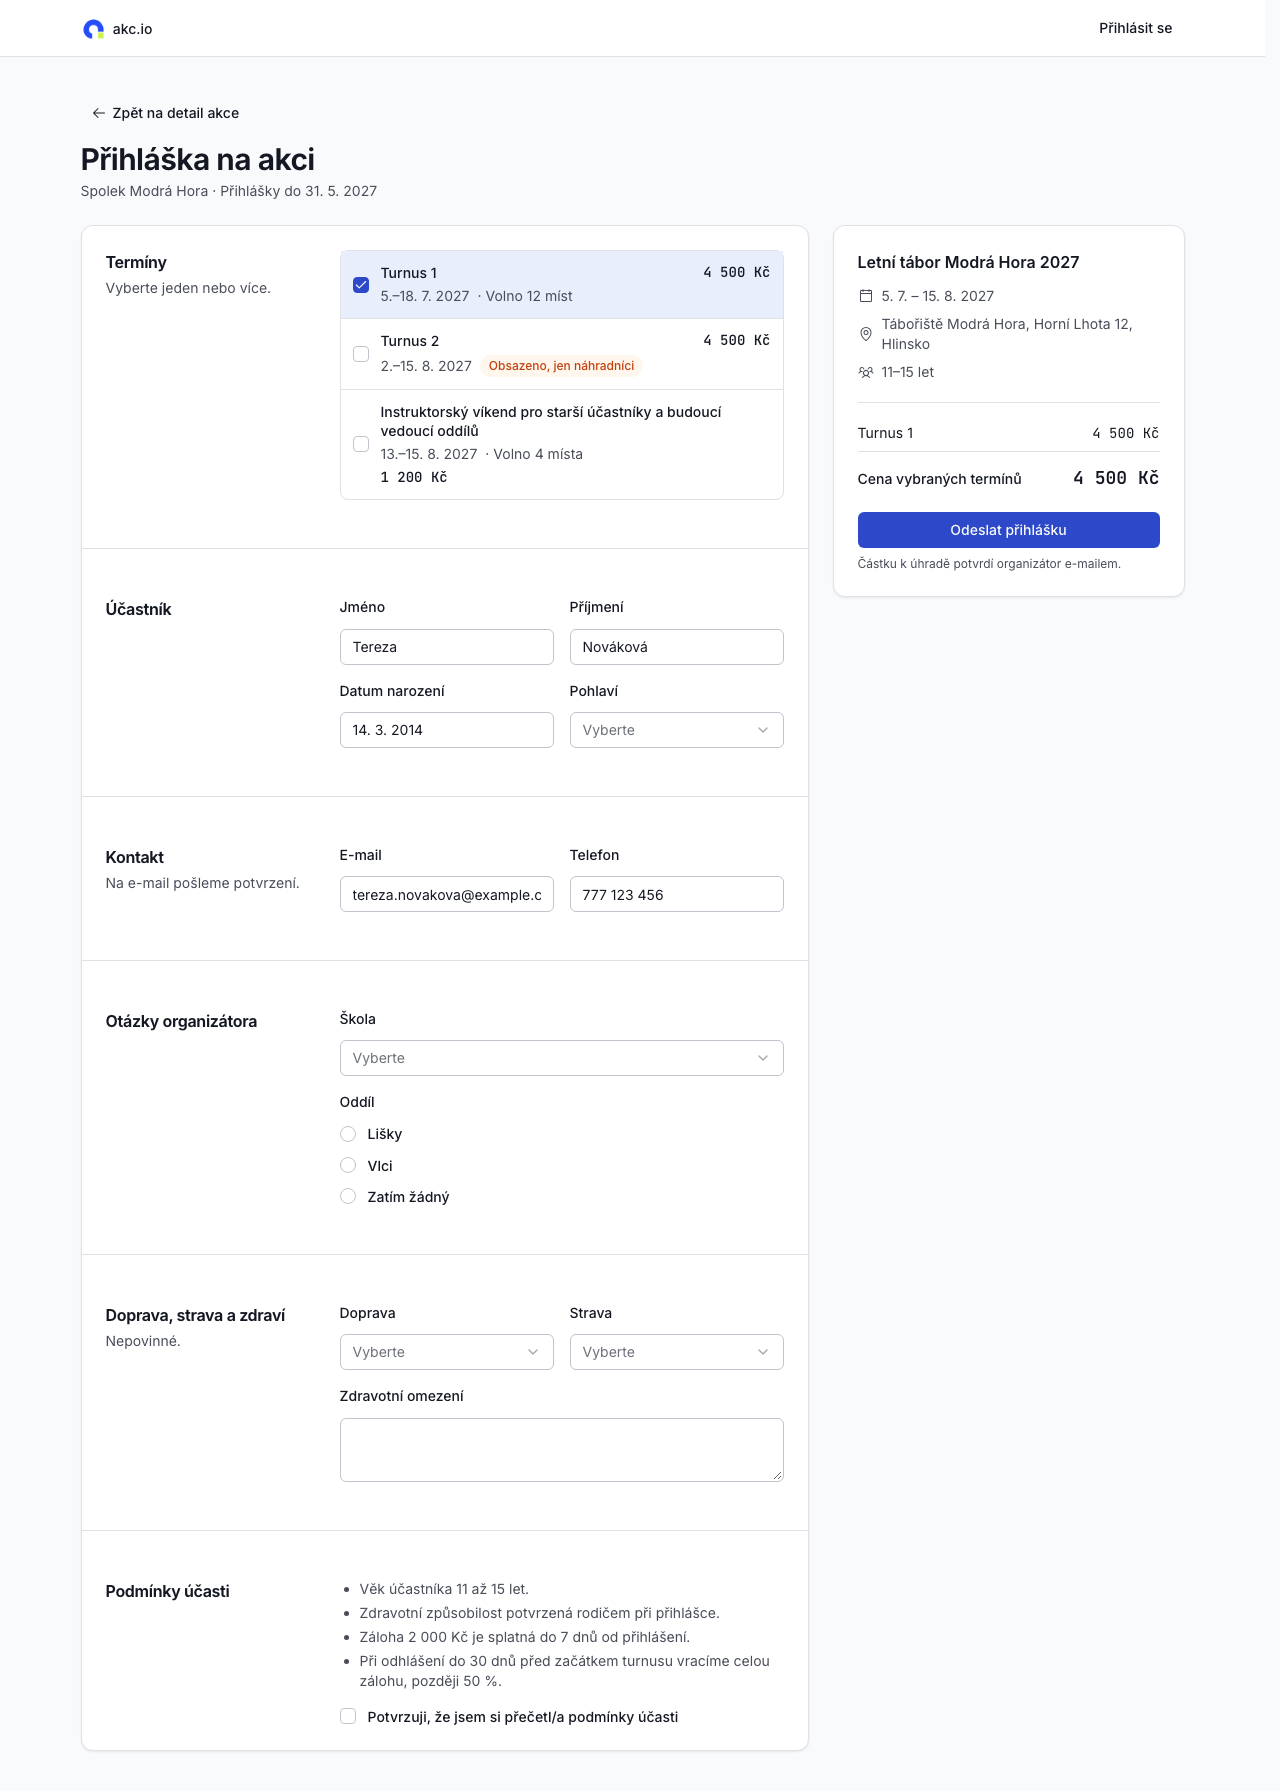 akc.io
Přihlásit se
Zpět na detail akce
Přihláška na akci
Spolek Modrá Hora · Přihlášky do 31. 5. 2027
Termíny
Vyberte jeden nebo více.
Turnus 1
4 500 Kč
5.–18. 7. 2027 · Volno 12 míst
Turnus 2
4 500 Kč
2.–15. 8. 2027 Obsazeno, jen náhradníci
Instruktorský víkend pro starší účastníky a budoucí
vedoucí oddílů
13.–15. 8. 2027 · Volno 4 místa
1 200 Kč
Letní tábor Modrá Hora 2027
5. 7. – 15. 8. 2027
Tábořiště Modrá Hora, Horní Lhota 12,
Hlinsko
11–15 let
Turnus 1 4 500 Kč
Cena vybraných termínů 4 500 Kč
Odeslat přihlášku
Částku k úhradě potvrdí organizátor e-mailem.
Účastník
Jméno Příjmení
Tereza Nováková
Datum narození Pohlaví
14. 3. 2014 Vyberte
Kontakt
Na e-mail pošleme potvrzení.
E-mail Telefon
tereza.novakova@example.c 777 123 456
Otázky organizátora
Škola
Vyberte
Oddíl
Lišky
Vlci
Zatím žádný
Doprava, strava a zdraví
Nepovinné.
Doprava Strava
Vyberte Vyberte
Zdravotní omezení
Podmínky účasti
• Věk účastníka 11 až 15 let.
• Zdravotní způsobilost potvrzená rodičem při přihlášce.
• Záloha 2 000 Kč je splatná do 7 dnů od přihlášení.
• Při odhlášení do 30 dnů před začátkem turnusu vracíme celou
zálohu, později 50 %.
Potvrzuji, že jsem si přečetl/a podmínky účasti